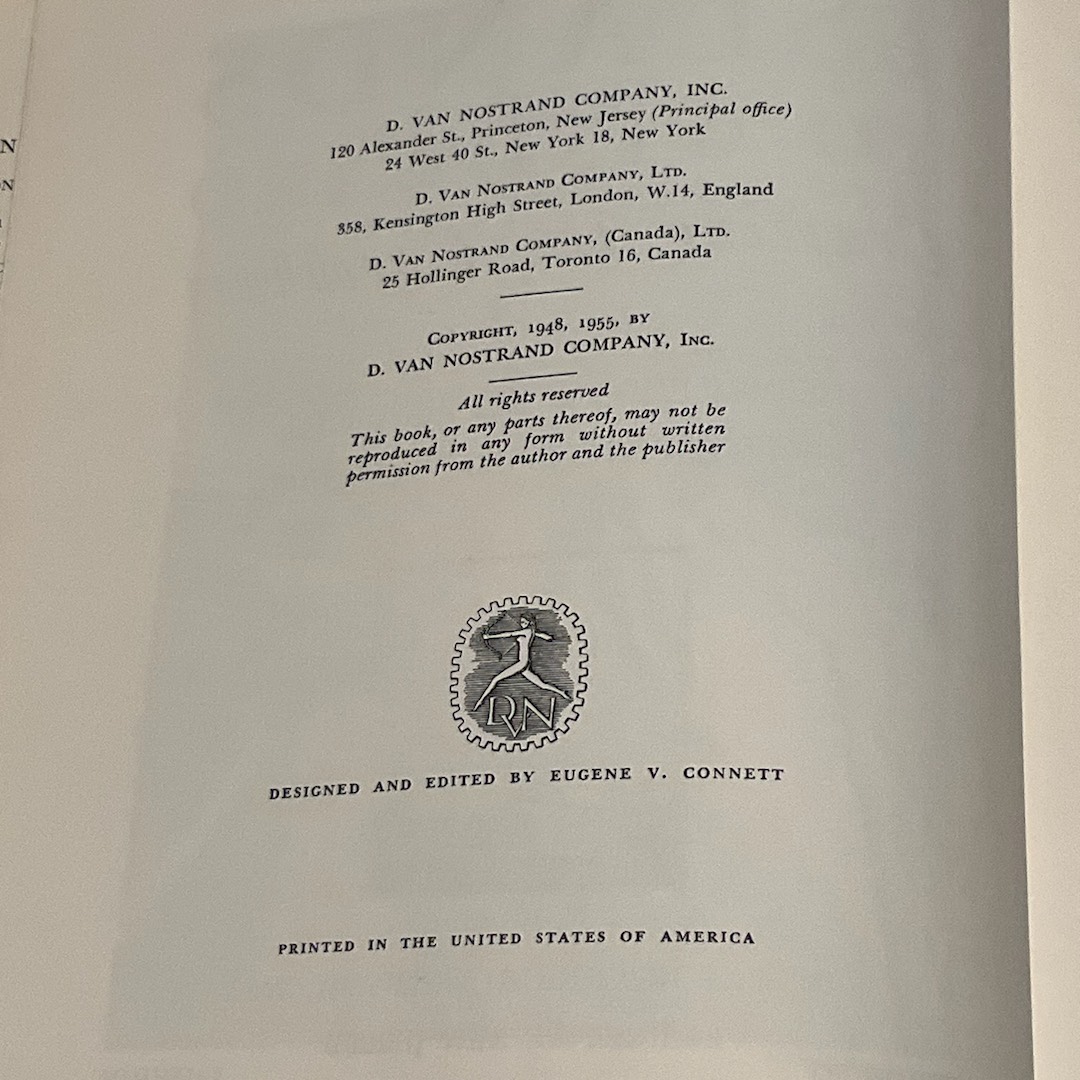 N
ON
D. VAN NOSTRAND COMPANY, INC.
120 Alexander St., Princeton, New Jersey (Principal office)
24 West 40 St., New York 18, New York
D. VAN NOSTRAND COMPANY, LTD.
358, Kensington High Street, London, W.14, England
D. VAN NOSTRAND COMPANY, (Canada), LTD.
25 Hollinger Road, Toronto 16, Canada
COPYRIGHT, 1948, 1955, BY
D. VAN NOSTRAND COMPANY, INC.
All rights reserved
This book, or any parts thereof, may not be
reproduced in any form without written
permission from the author and the publisher
DVN
DESIGNED AND EDITED BY EUGENE V. CONNETT
PRINTED IN THE UNITED STATES OF AMERICA